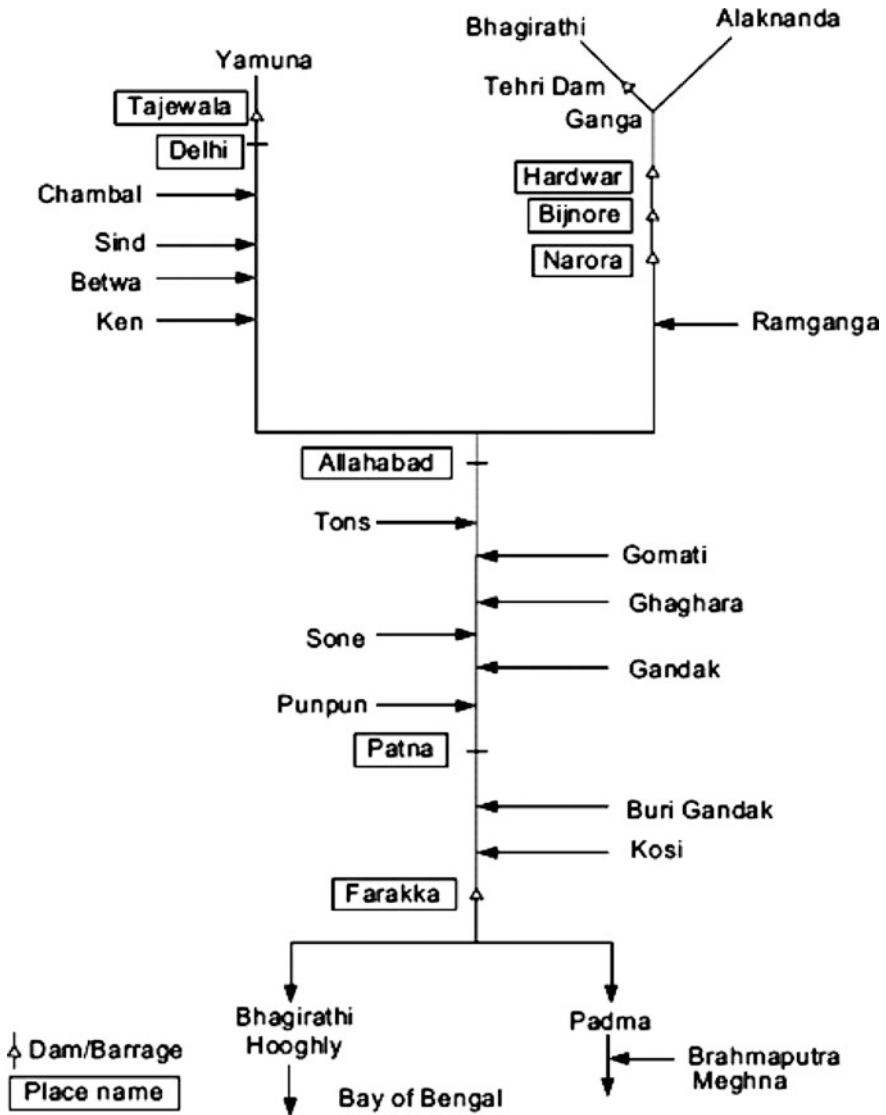 Bhagirathi
Alaknanda
Yamuna
Tehri Dam
Tajewala
Ganga
Delhi
Hardwar
Chambal
Bijnore
Sind
Narora
Betwa
Ken
Ramganga
Allahabad
Tons
Gomati
Ghaghara
Sone
Gandak
Punpun
Patna
Buri Gandak
Kosi
Farakka
Bhagirathi
Hooghly
Padma
Dam/Barrage
Brahmaputra
Meghna
Place name
Bay of Bengal